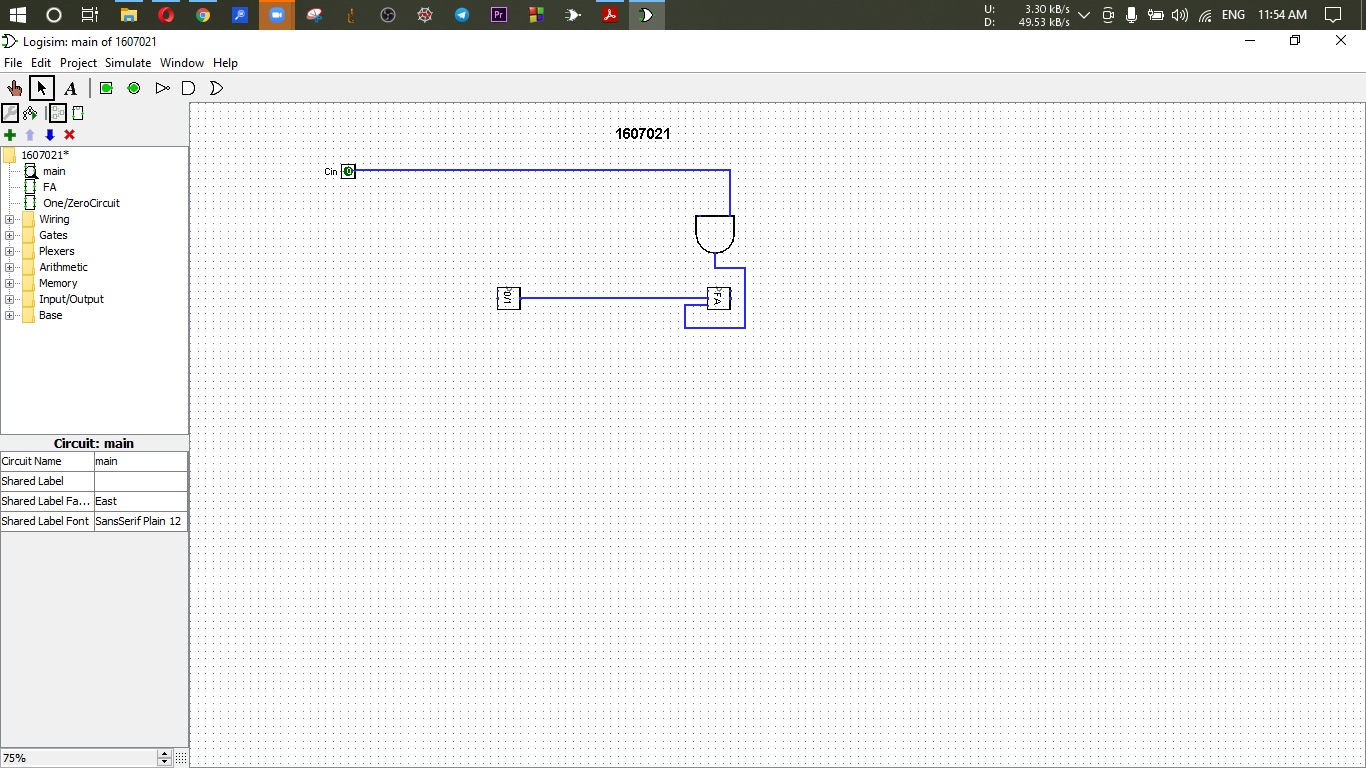 U: 3.30 kB/s
D: 49.53 kB/s
ENG 11:54 AM
Pr
Logisim: main of 1607021
File Edit Project Simulate Window Help
A
1607021*
main
FA
One/ZeroCircuit
Wiring
Gates
Plexers
Arithmetic
Memory
Input/Output
Base
Circuit: main
Circuit Name main
Shared Label
Shared Label Fa... East
Shared Label Font SansSerif Plain 12
75%
1607021
Cin 0
0/1
FA